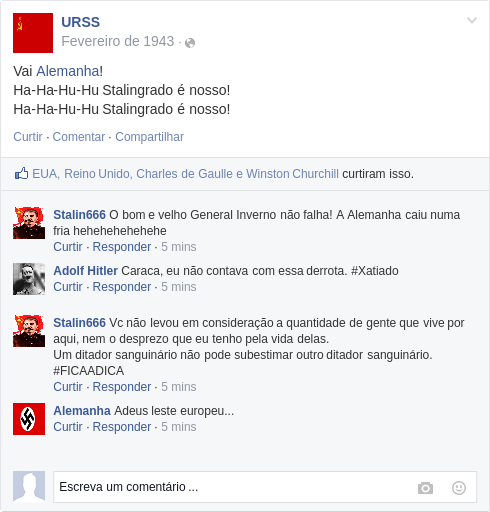 URSS
Fevereiro de 1943 ·
Vai Alemanha!
Ha-Ha-Hu-Hu Stalingrado é nosso!
Ha-Ha-Hu-Hu Stalingrado é nosso!
Curtir · Comentar · Compartilhar
EUA, Reino Unido, Charles de Gaulle e Winston Churchill curtiram isso.
Stalin666 O bom e velho General Inverno não falha! A Alemanha caiu numa
fria hehehehehehe
Curtir · Responder · 5 mins
Adolf Hitler Caraca, eu não contava com essa derrota. #Xatiado
Curtir · Responder · 5 mins
Stalin666 Vc não levou em consideração a quantidade de gente que vive por
aqui, nem o desprezo que eu tenho pela vida delas.
Um ditador sanguinário não pode subestimar outro ditador sanguinário.
#FICAADICA
Curtir · Responder · 5 mins
Alemanha Adeus leste europeu...
Curtir · Responder · 5 mins
Escreva um comentário ...